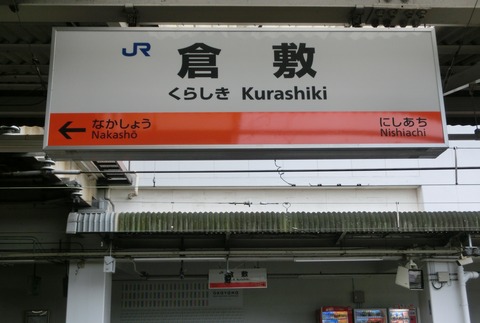 JR
倉敷
くらしき Kurashiki
← なかしょう にしあち
Nakashō Nishiachi